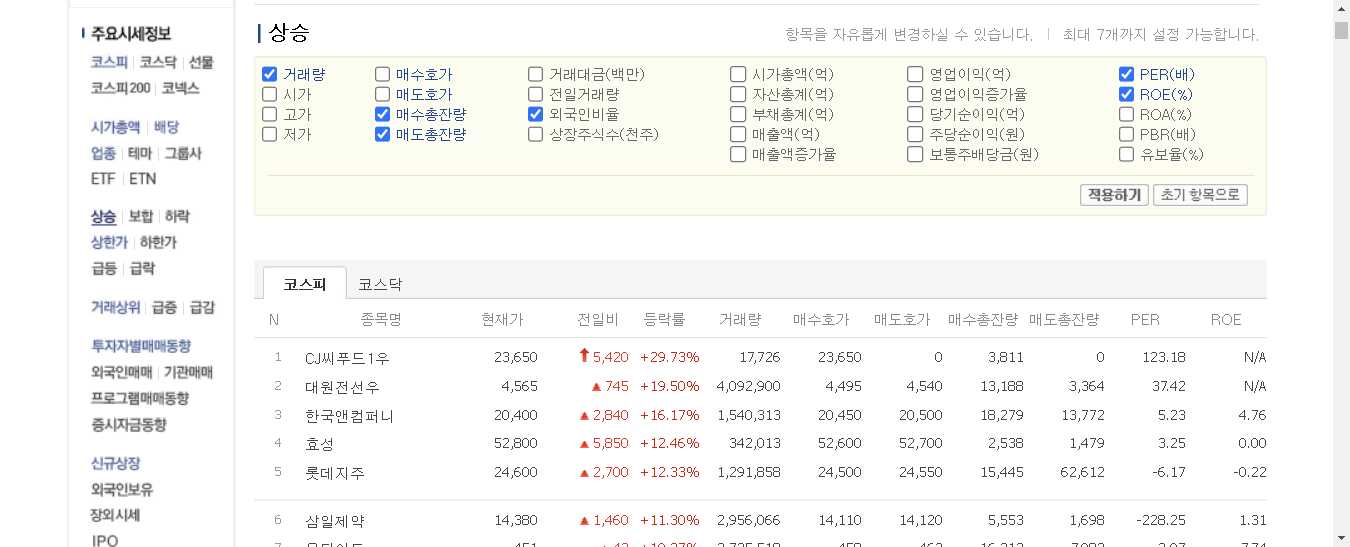 주요시세정보
코스피 코스닥 선물
코스피200 코넥스
시가총액 배당
업종 테마 그룹사
ETF ETN
상승 보합 하락
상한가 하한가
급등 급락
거래상위 급증 급감
투자자별매매동향
외국인매매 기관매매
프로그램매매동향
증시자금동향
신규상장
외국인보유
장외시세
IPO
상승
항목을 자유롭게 변경하실 수 있습니다. | 최대 7개까지 설정 가능합니다.
거래량 매수호가 거래대금(백만) 시가총액(억) 영업이익(억) PER(배)
시가 매도호가 전일거래량 자산총계(억) 영업이익증가율 ROE(%)
고가 매수총잔량 외국인비율 부채총계(억) 당기순이익(억) ROA(%)
저가 매도총잔량 상장주식수(천주) 매출액(억) 주당순이익(원) PBR(배)
매출액증가율 보통주배당금(원) 유보율(%)
적용하기 초기 항목으로
코스피 코스닥
N 종목명 현재가 전일비 등락률 거래량 매수호가 매도호가 매수총잔량 매도총잔량 PER ROE
1 CJ씨푸드1우 23,650 5,420 +29.73% 17,726 23,650 0 3,811 0 123.18 N/A
2 대원전선우 4,565 745 +19.50% 4,092,900 4,495 4,540 13,188 3,364 37.42 N/A
3 한국앤컴퍼니 20,400 2,840 +16.17% 1,540,313 20,450 20,500 18,279 13,772 5.23 4.76
4 효성 52,800 5,850 +12.46% 342,013 52,600 52,700 2,538 1,479 3.25 0.00
5 롯데지주 24,600 2,700 +12.33% 1,291,858 24,500 24,550 15,445 62,612 -6.17 -0.22
6 삼일제약 14,380 1,460 +11.30% 2,956,066 14,110 14,120 5,553 1,698 -228.25 1.31